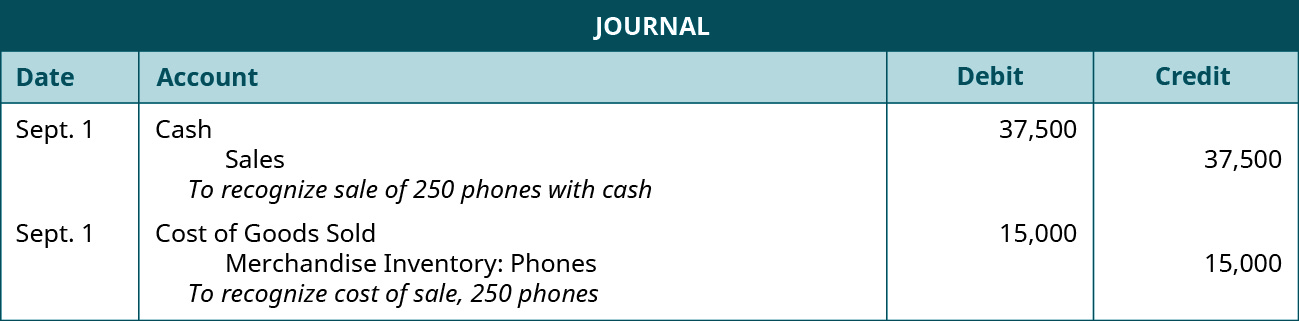 JOURNAL
Date Account Debit Credit
Sept. 1 Cash 37,500
Sales 37,500
To recognize sale of 250 phones with cash
Sept. 1 Cost of Goods Sold 15,000
Merchandise Inventory: Phones 15,000
To recognize cost of sale, 250 phones